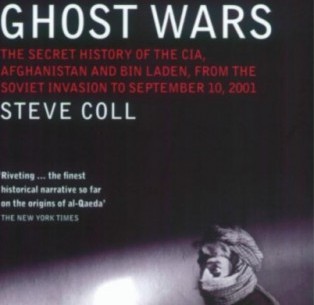 GHOST WARS
THE SECRET HISTORY OF THE CIA,
AFGHANISTAN AND BIN LADEN, FROM THE
SOVIET INVASION TO SEPTEMBER 10, 2001
STEVE COLL
'Riveting ... the finest
historical narrative so far
on the origins of al-Qaeda'
THE NEW YORK TIMES